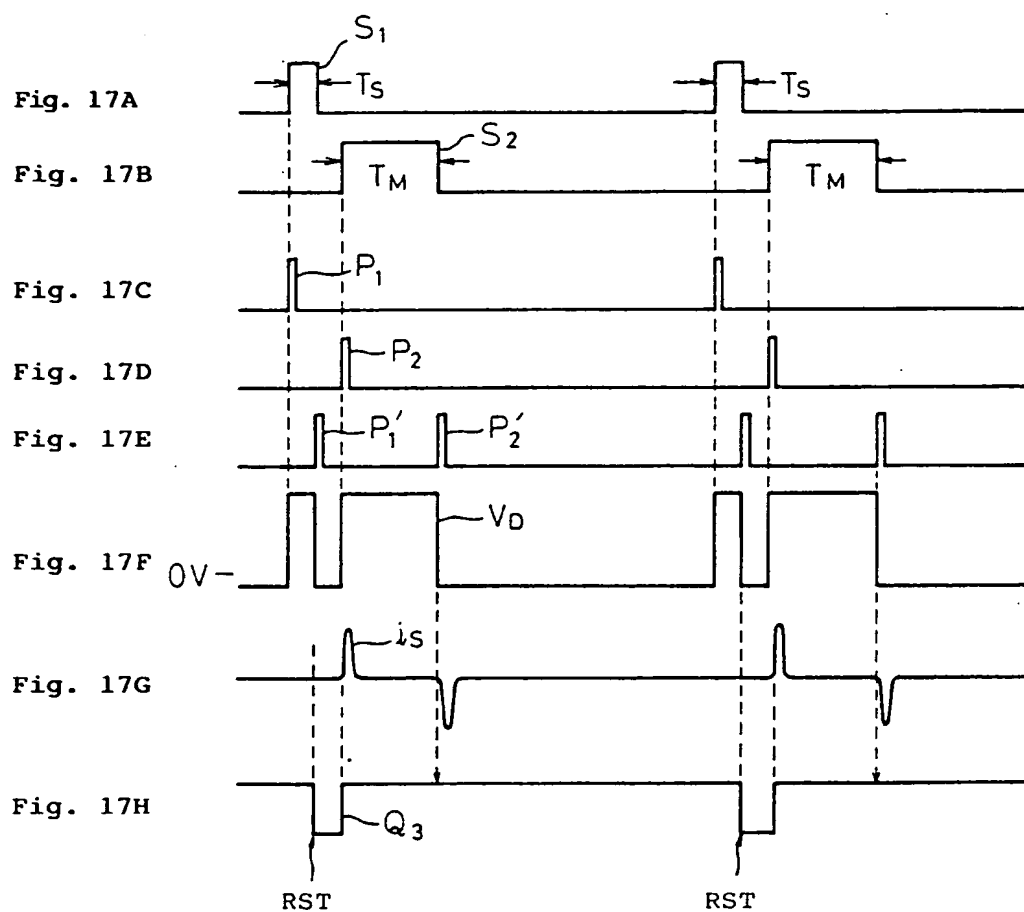 S1
Fig. 17A TS TS
Fig. 17B TM S2 TM
Fig. 17C P1
Fig. 17D P2
Fig. 17E P1′ P2′
Fig. 17F 0V VD
Fig. 17G iS
Fig. 17H Q3
RST RST